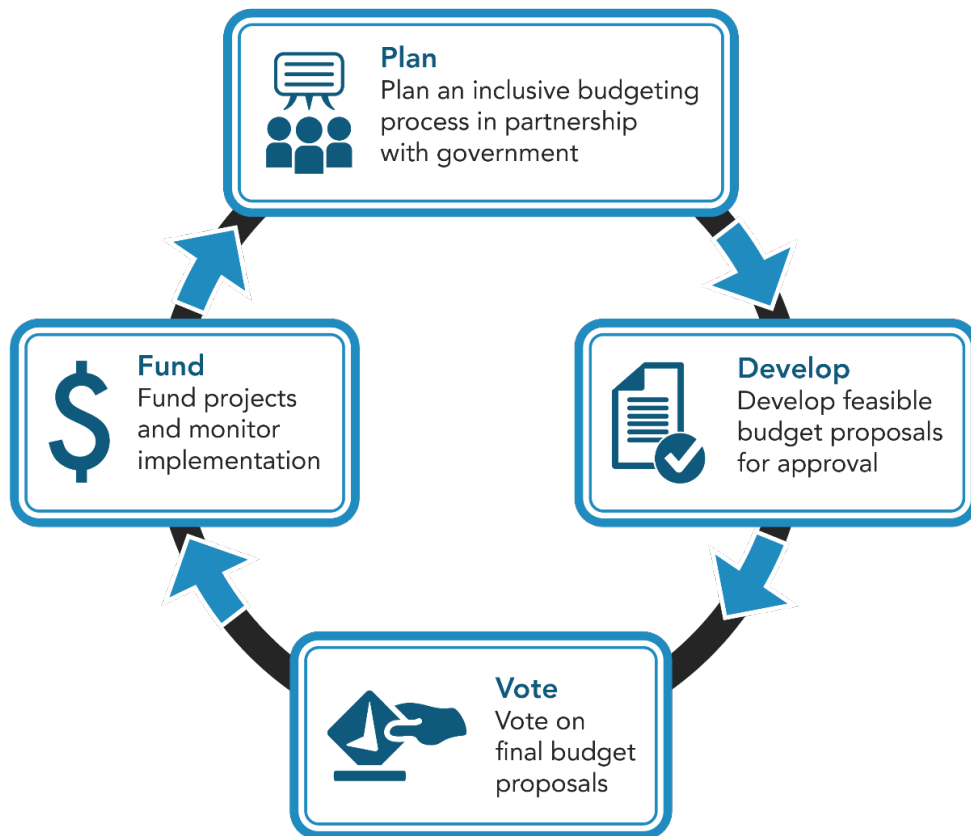 Plan
Plan an inclusive budgeting
process in partnership
with government
Develop
Develop feasible
budget proposals
for approval
Vote
Vote on
final budget
proposals
Fund
Fund projects
and monitor
implementation